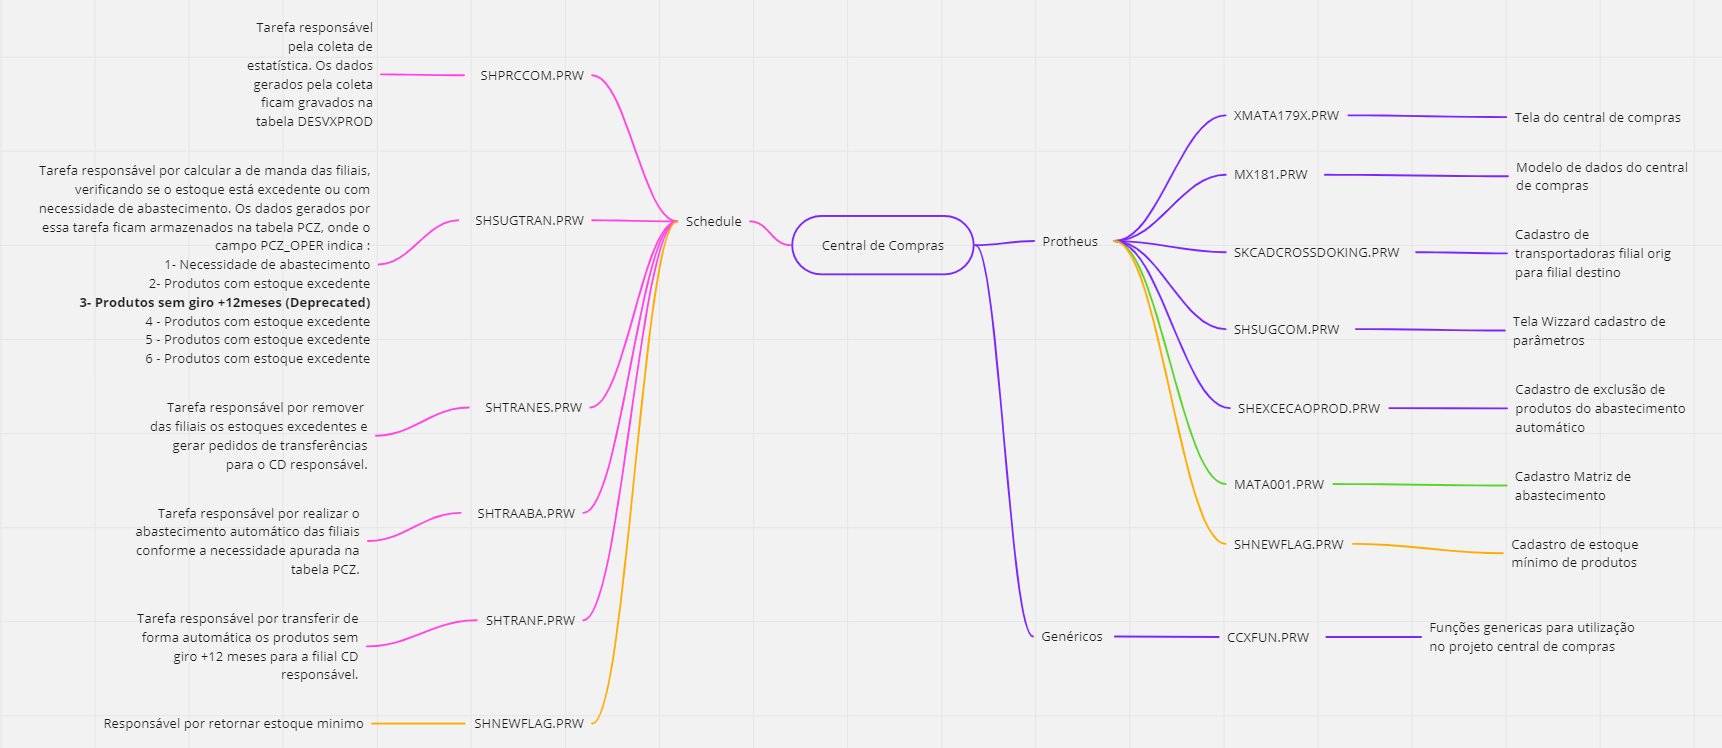 Tarefa responsável
pela coleta de
estatística. Os dados
gerados pela coleta
ficam gravados na
tabela DESVXPROD
SHPRCCOM.PRW
Tarefa responsável por calcular a de manda das filiais,
verificando se o estoque está excedente ou com
necessidade de abastecimento. Os dados gerados por
essa tarefa ficam armazenados na tabela PCZ, onde o
campo PCZ_OPER indica :
1- Necessidade de abastecimento
2- Produtos com estoque excedente
3- Produtos sem giro +12meses (Deprecated)
4 - Produtos com estoque excedente
5 - Produtos com estoque excedente
6 - Produtos com estoque excedente
SHSUGTRAN.PRW
Tarefa responsável por remover
das filiais os estoques excedentes e
gerar pedidos de transferências
para o CD responsável.
SHTRANES.PRW
Tarefa responsável por realizar o
abastecimento automático das filiais
conforme a necessidade apurada na
tabela PCZ.
SHTRAABA.PRW
Tarefa responsável por transferir de
forma automática os produtos sem
giro +12 meses para a filial CD
responsável.
SHTRANF.PRW
Responsável por retornar estoque minimo
SHNEWFLAG.PRW
Schedule
Central de Compras
Protheus
XMATA179X.PRW
Tela do central de compras
MX181.PRW
Modelo de dados do central
de compras
SKCADCROSSDOKING.PRW
Cadastro de
transportadoras filial orig
para filial destino
SHSUGCOM.PRW
Tela Wizzard cadastro de
parâmetros
SHEXCECAOPROD.PRW
Cadastro de exclusão de
produtos do abastecimento
automático
MATA001.PRW
Cadastro Matriz de
abastecimento
SHNEWFLAG.PRW
Cadastro de estoque
mínimo de produtos
Genéricos
CCXFUN.PRW
Funções genericas para utilização
no projeto central de compras